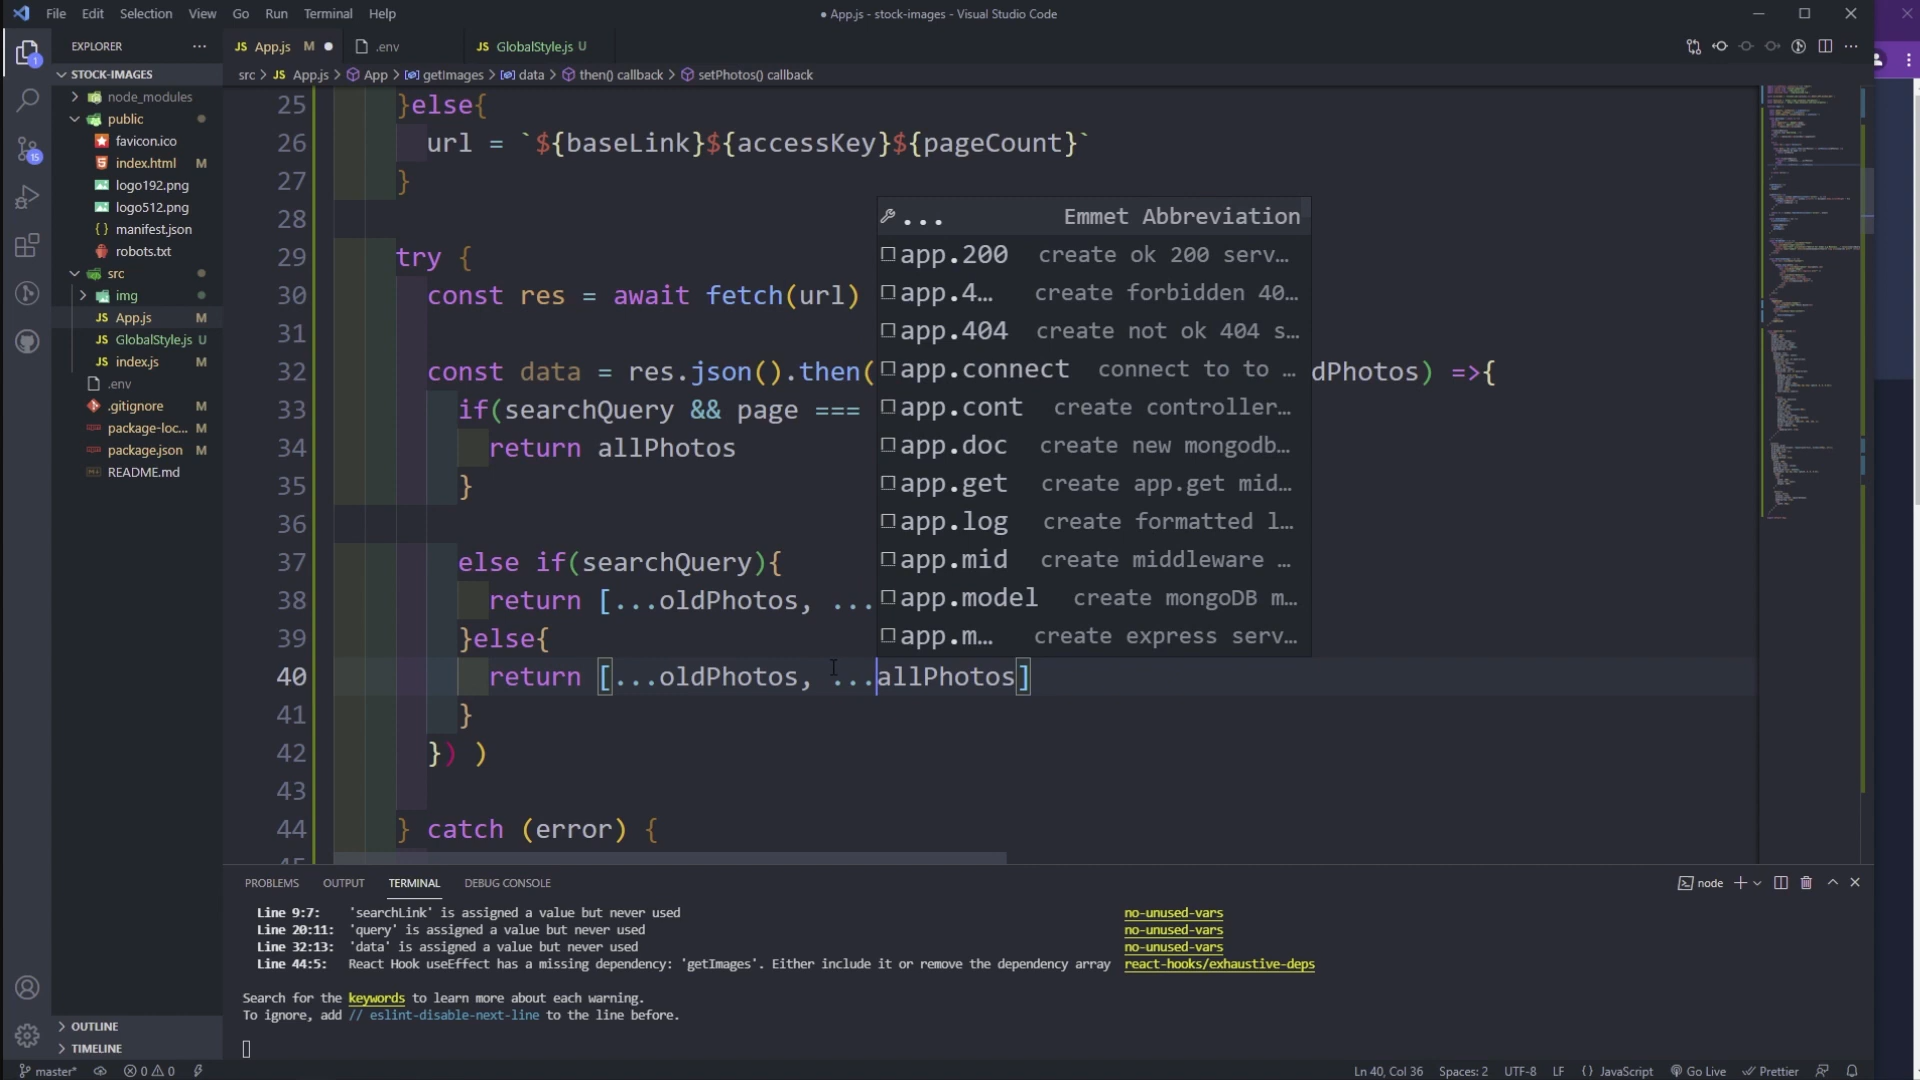 File Edit Selection View Go Run Terminal Help
● App.js - stock-images - Visual Studio Code
EXPLORER ...
JS App.js M ●
.env
JS GlobalStyle.js U
src > JS App.js > App > getImages > data > then() callback > setPhotos() callback
STOCK-IMAGES
node_modules
public
favicon.ico
index.html M
logo192.png
logo512.png
manifest.json
robots.txt
src
img
JS App.js M
JS GlobalStyle.js U
JS index.js M
.env
.gitignore M
package-loc... M
package.json M
README.md
OUTLINE
TIMELINE
1
15
25 }else{
26 url = `${baseLink}${accessKey}${pageCount}`
27 }
28
29 try {
30 const res = await fetch(url)
31
32 const data = res.json().then( dPhotos) =>{
33 if(searchQuery && page ===
34 return allPhotos
35 }
36
37 else if(searchQuery){
38 return [...oldPhotos, ...
39 }else{
40 return [...oldPhotos, ...allPhotos]
41 }
42 }) )
43
44 } catch (error) {
45
... Emmet Abbreviation
app.200 create ok 200 serv…
app.4… create forbidden 40…
app.404 create not ok 404 s…
app.connect connect to to …
app.cont create controller…
app.doc create new mongodb…
app.get create app.get mid…
app.log create formatted l…
app.mid create middleware …
app.model create mongoDB m…
app.m… create express serv…
PROBLEMS OUTPUT TERMINAL DEBUG CONSOLE
node
Line 9:7: 'searchLink' is assigned a value but never used no-unused-vars
Line 20:11: 'query' is assigned a value but never used no-unused-vars
Line 32:13: 'data' is assigned a value but never used no-unused-vars
Line 44:5: React Hook useEffect has a missing dependency: 'getImages'. Either include it or remove the dependency array react-hooks/exhaustive-deps
Search for the keywords to learn more about each warning.
To ignore, add // eslint-disable-next-line to the line before.
master* 0 0
Ln 40, Col 36 Spaces: 2 UTF-8 LF {} JavaScript Go Live Prettier